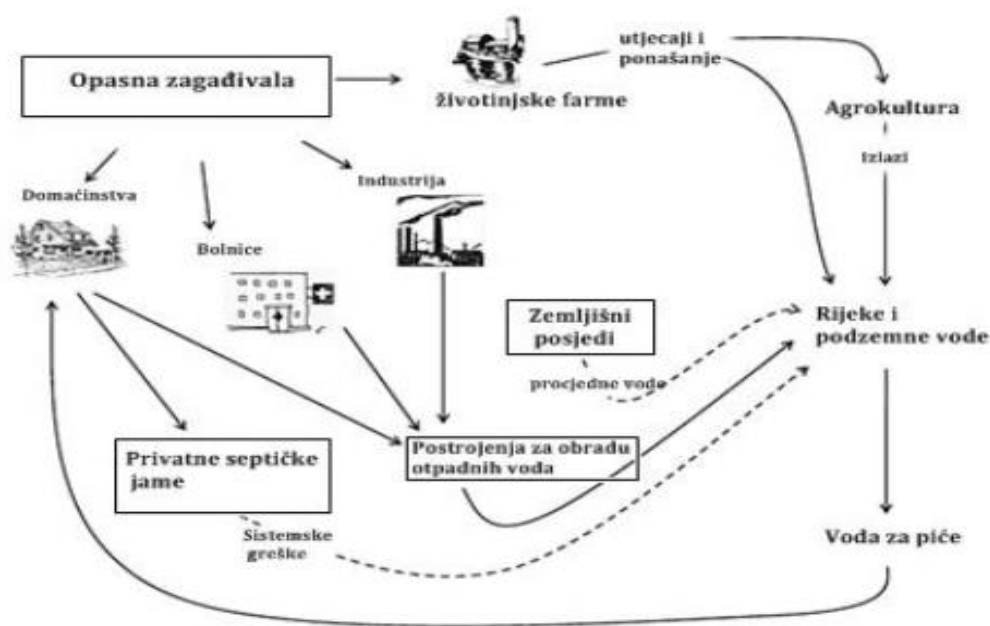 Opasna zagađivala
životinjske farme
utjecaji i
ponašanje
Agrokultura
i
Izlazi
Domaćinstva
Bolnice
Industrija
Zemljišni
posjedi
procjedne vode
Rijeke i
podzemne vode
Privatne septičke
jame
Postrojenja za obradu
otpadnih voda
Sistemske
greške
Voda za piće